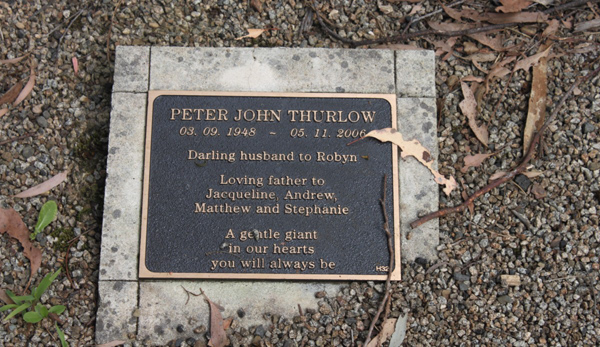 PETER JOHN THURLOW
03. 09. 1948 ~ 05. 11. 2006
Darling husband to Robyn
Loving father to
Jacqueline, Andrew,
Matthew and Stephanie
A gentle giant
in our hearts
you will always be
H32